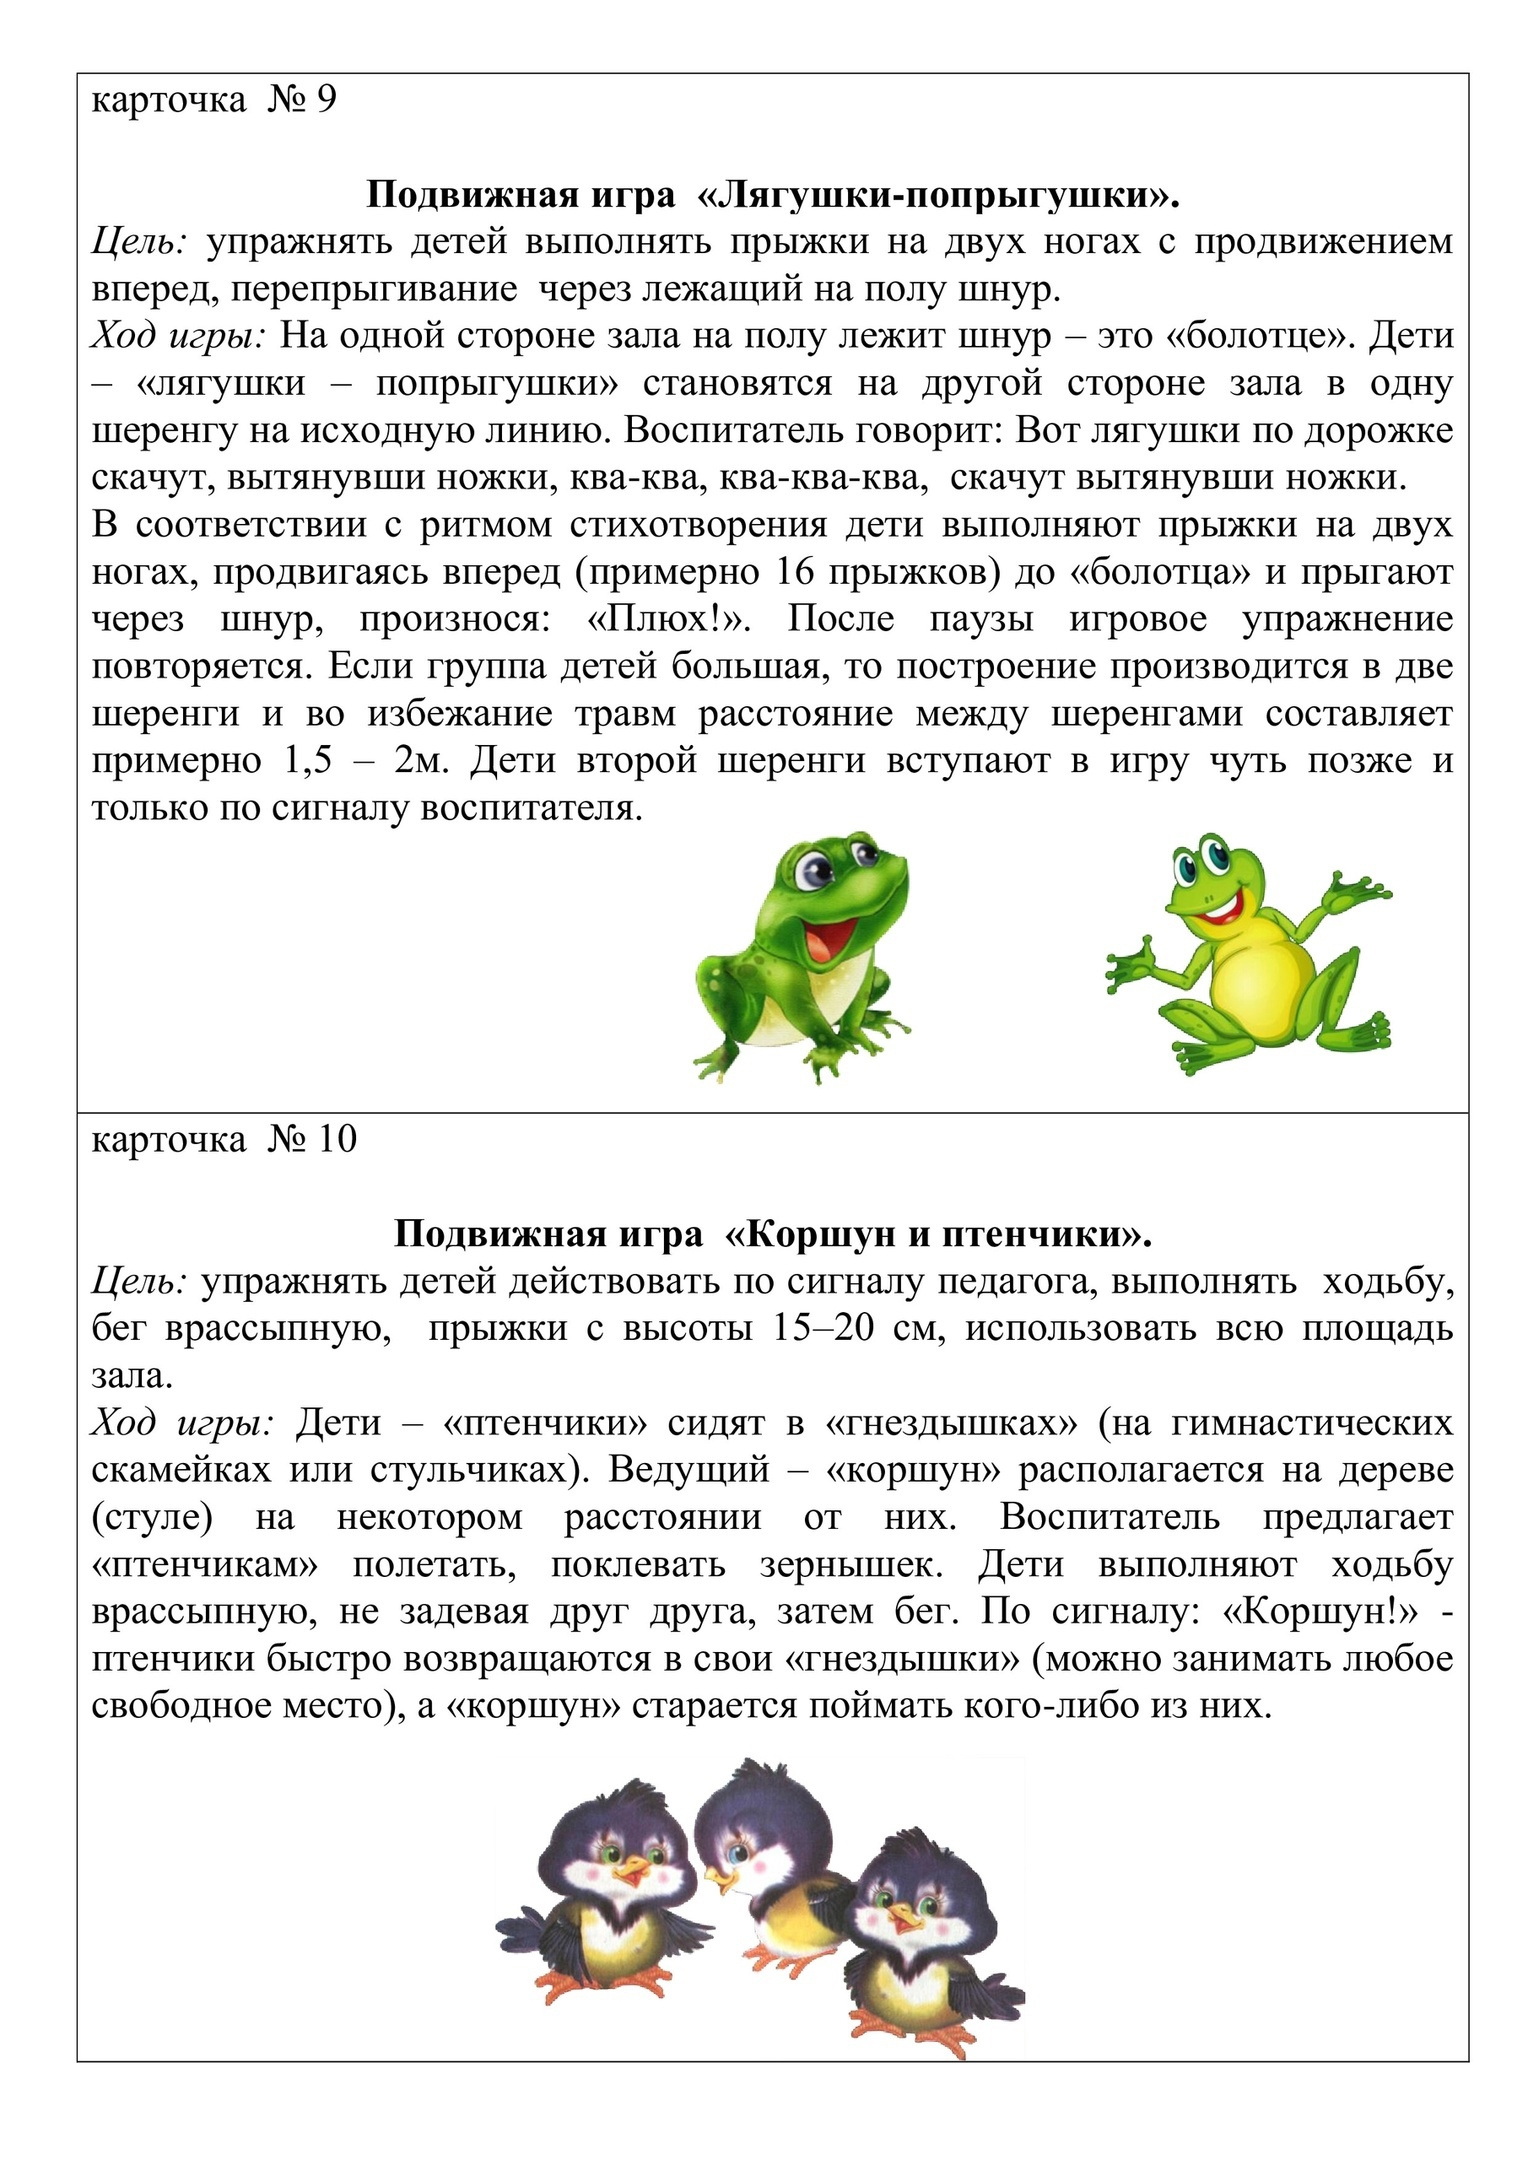 карточка № 9
Подвижная игра «Лягушки-попрыгушки».
Цель: упражнять детей выполнять прыжки на двух ногах с продвижением
вперед, перепрыгивание через лежащий на полу шнур.
Ход игры: На одной стороне зала на полу лежит шнур – это «болотце». Дети
– «лягушки – попрыгушки» становятся на другой стороне зала в одну
шеренгу на исходную линию. Воспитатель говорит: Вот лягушки по дорожке
скачут, вытянувши ножки, ква-ква, ква-ква-ква, скачут вытянувши ножки.
В соответствии с ритмом стихотворения дети выполняют прыжки на двух
ногах, продвигаясь вперед (примерно 16 прыжков) до «болотца» и прыгают
через шнур, произнося: «Плюх!». После паузы игровое упражнение
повторяется. Если группа детей большая, то построение производится в две
шеренги и во избежание травм расстояние между шеренгами составляет
примерно 1,5 – 2м. Дети второй шеренги вступают в игру чуть позже и
только по сигналу воспитателя.
карточка № 10
Подвижная игра «Коршун и птенчики».
Цель: упражнять детей действовать по сигналу педагога, выполнять ходьбу,
бег врассыпную, прыжки с высоты 15–20 см, использовать всю площадь
зала.
Ход игры: Дети – «птенчики» сидят в «гнездышках» (на гимнастических
скамейках или стульчиках). Ведущий – «коршун» располагается на дереве
(стуле) на некотором расстоянии от них. Воспитатель предлагает
«птенчикам» полетать, поклевать зернышек. Дети выполняют ходьбу
врассыпную, не задевая друг друга, затем бег. По сигналу: «Коршун!» -
птенчики быстро возвращаются в свои «гнездышки» (можно занимать любое
свободное место), а «коршун» старается поймать кого-либо из них.